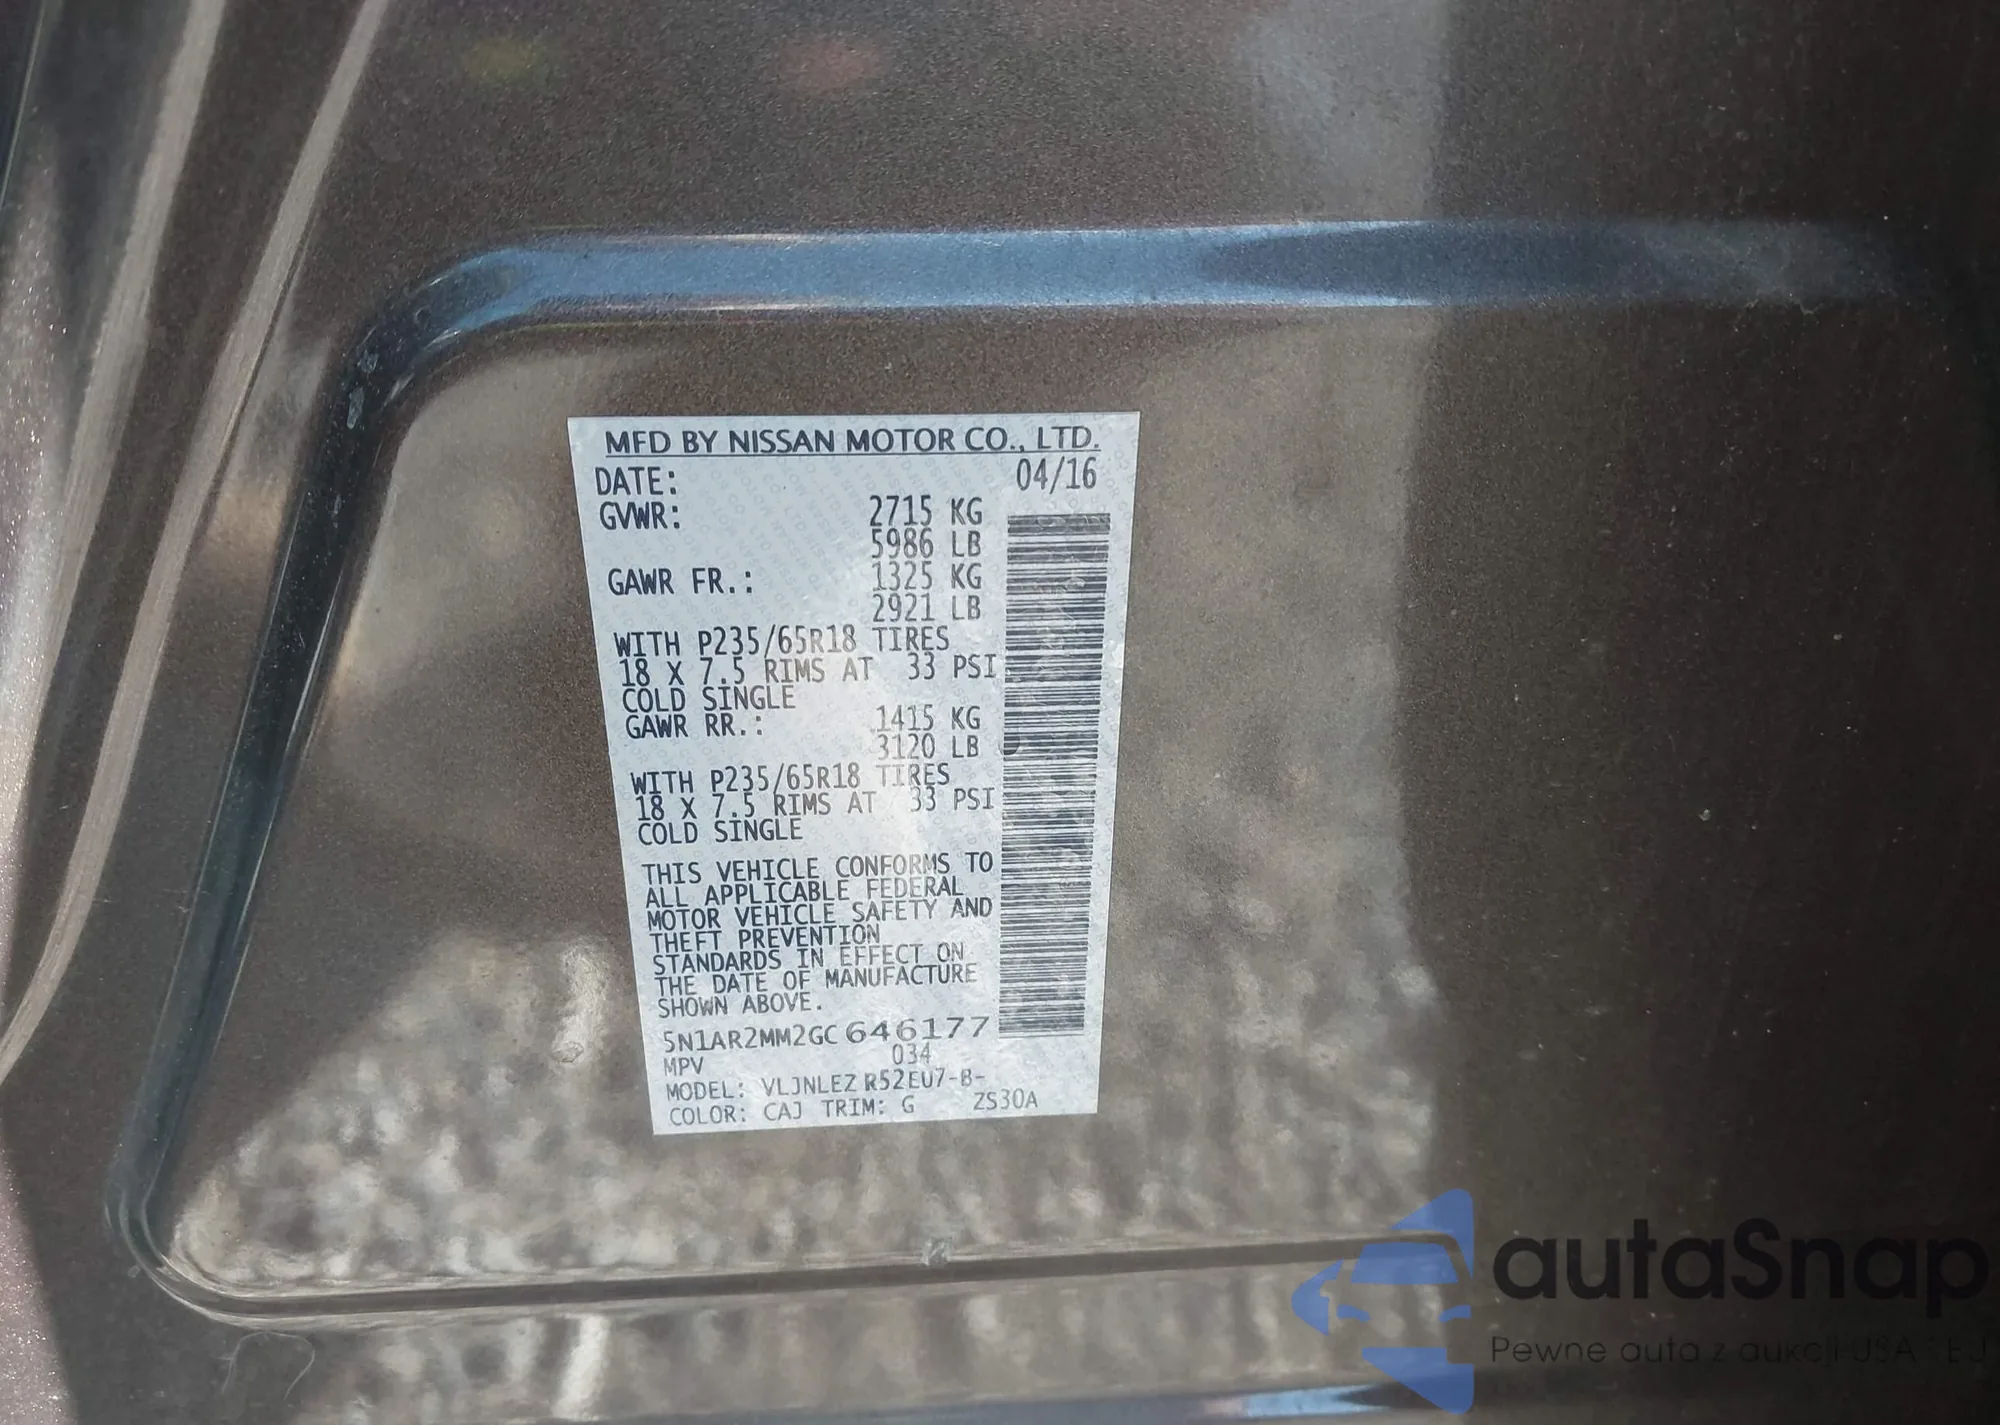 MFD BY NISSAN MOTOR CO., LTD.
DATE: 04/16
GVWR: 2715 KG
5986 LB
GAWR FR.: 1325 KG
2921 LB
WITH P235/65R18 TIRES
18 X 7.5 RIMS AT 33 PSI
COLD SINGLE
GAWR RR.: 1415 KG
3120 LB
WITH P235/65R18 TIRES
18 X 7.5 RIMS AT 33 PSI
COLD SINGLE
THIS VEHICLE CONFORMS TO
ALL APPLICABLE FEDERAL
MOTOR VEHICLE SAFETY AND
THEFT PREVENTION
STANDARDS IN EFFECT ON
THE DATE OF MANUFACTURE
SHOWN ABOVE.
5N1AR2MM2GC646177
MPV 034
MODEL: VLJNLEZ R52EU7-B-
COLOR: CAJ TRIM: G ZS30A
autaSnap
Pewne auta z aukcji USA